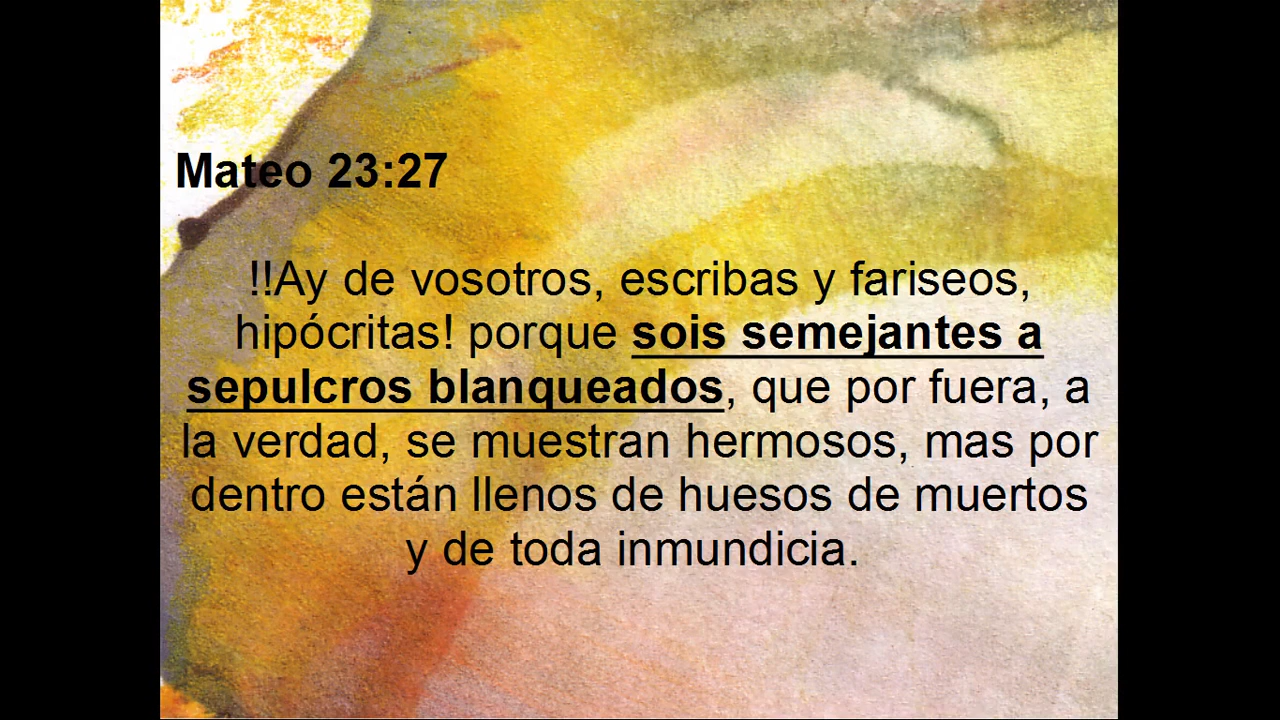 Mateo 23:27
!!Ay de vosotros, escribas y fariseos,
hipócritas! porque sois semejantes a
sepulcros blanqueados, que por fuera, a
la verdad, se muestran hermosos, mas por
dentro están llenos de huesos de muertos
y de toda inmundicia.